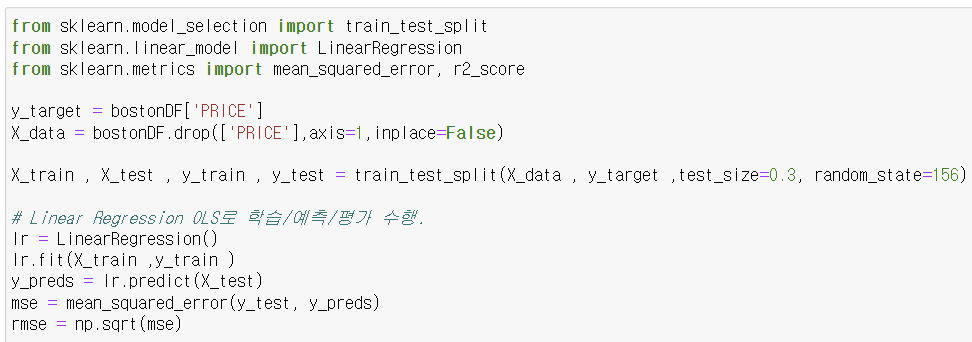 from sklearn.model_selection import train_test_split
from sklearn.linear_model import LinearRegression
from sklearn.metrics import mean_squared_error, r2_score
y_target = bostonDF['PRICE']
X_data = bostonDF.drop(['PRICE'],axis=1,inplace=False)
X_train , X_test , y_train , y_test = train_test_split(X_data , y_target ,test_size=0.3, random_state=156)
# Linear Regression OLS로 학습/예측/평가 수행.
lr = LinearRegression()
lr.fit(X_train ,y_train )
y_preds = lr.predict(X_test)
mse = mean_squared_error(y_test, y_preds)
rmse = np.sqrt(mse)